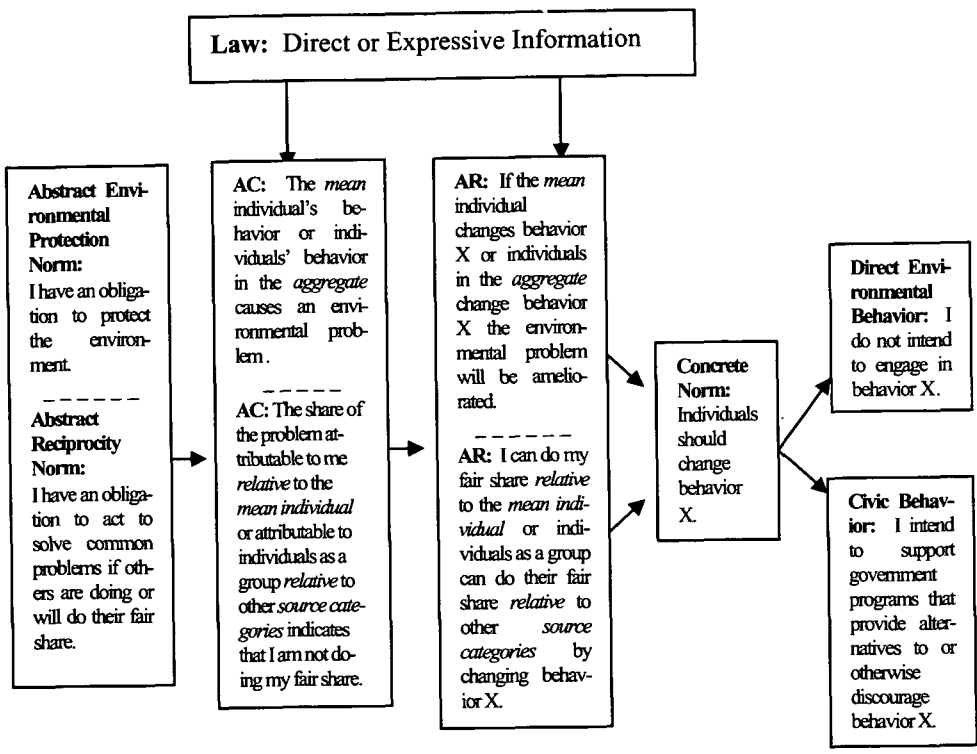 Law: Direct or Expressive Information
Abstract Envi-
ronmental
Protection
Norm:
I have an obliga-
tion to protect
the environ-
ment.
Abstract
Reciprocity
Norm:
I have an obliga-
tion to act to
solve common
problems if oth-
ers are doing or
will do their fair
share.
AC: The mean
individual's be-
havior or indi-
viduals' behavior
in the aggregate
causes an envi-
ronmental prob-
lem.
AC: The share of
the problem at-
tributable to me
relative to the
mean individual
or attributable to
individuals as a
group relative to
other source cate-
gories indicates
that I am not do-
ing my fair share.
AR: If the mean
individual
changes behavior
X or individuals
in the aggregate
change behavior
X the environ-
mental problem
will be amelio-
rated.
AR: I can do my
fair share relative
to the mean indi-
vidual or indi-
viduals as a group
can do their fair
share relative to
other source
categories by
changing behav-
ior X.
Concrete
Norm:
Individuals
should
change
behavior
X.
Direct Envi-
ronmental
Behavior: I
do not intend
to engage in
behavior X.
Civic Behav-
ior: I intend
to support
government
programs that
provide alter-
natives to or
otherwise
discourage
behavior X.